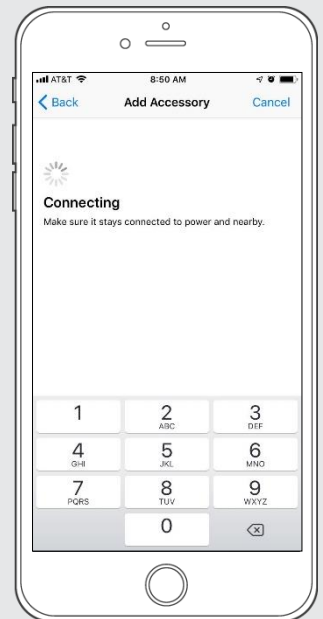 AT&T 8:50 AM
Back Add Accessory Cancel
Connecting
Make sure it stays connected to power and nearby.
1 2 3
ABC DEF
4 5 6
GHI JKL MNO
7 8 9
PQRS TUV WXYZ
0